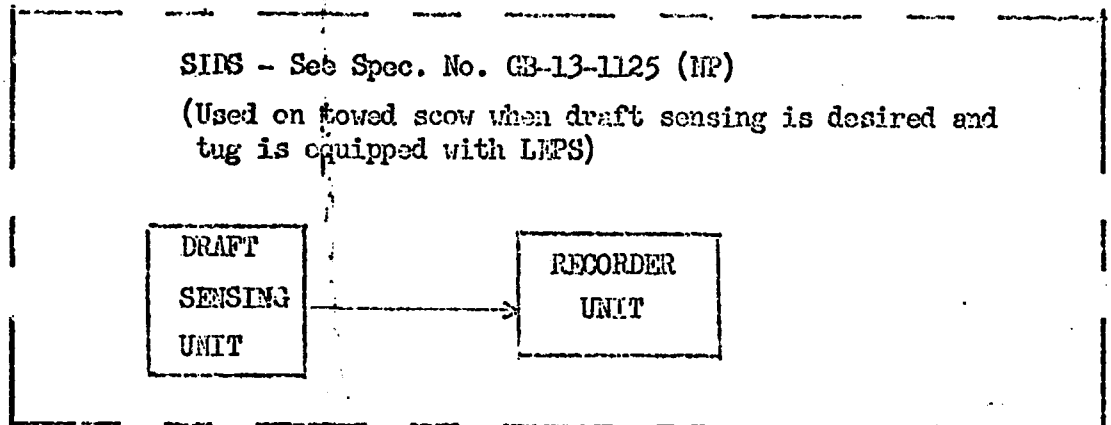 SIDS - See Spec. No. GB-13-1125 (NP)
(Used on towed scow when draft sensing is desired and
tug is equipped with LEPS)
DRAFT
SENSING
UNIT
RECORDER
UNIT